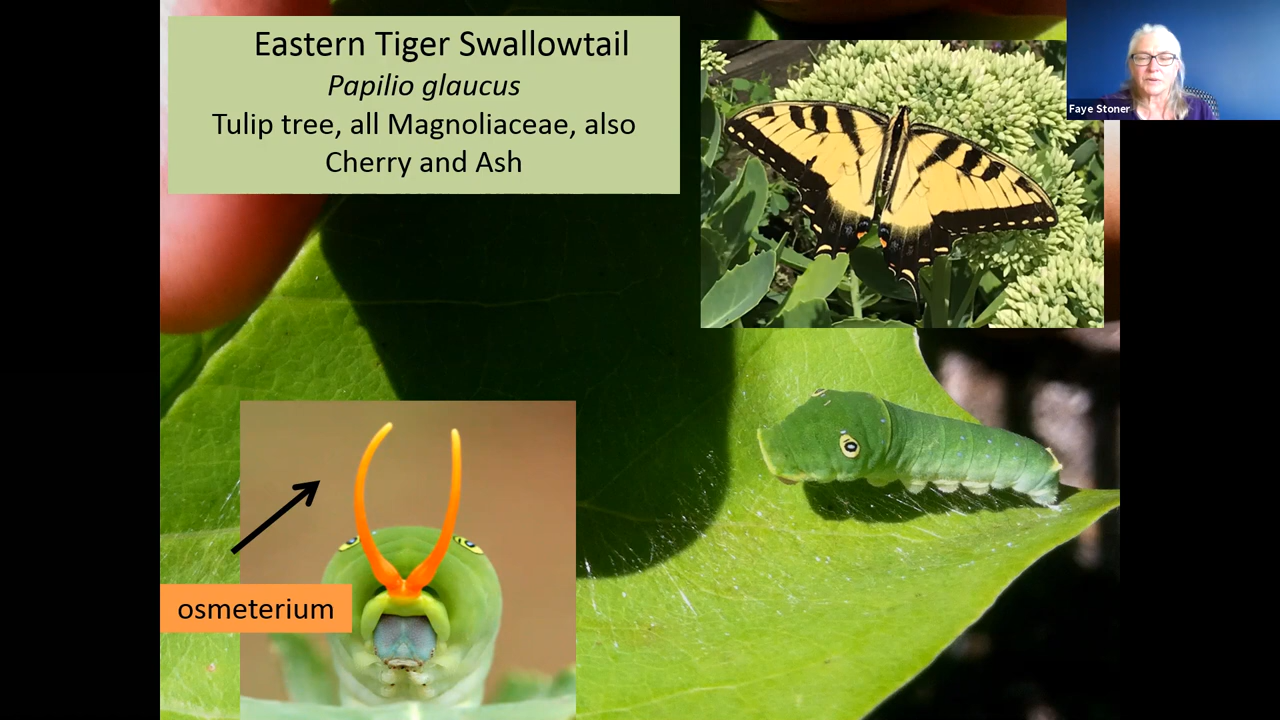 Eastern Tiger Swallowtail
Papilio glaucus
Tulip tree, all Magnoliaceae, also
Cherry and Ash
Faye Stoner
osmeterium